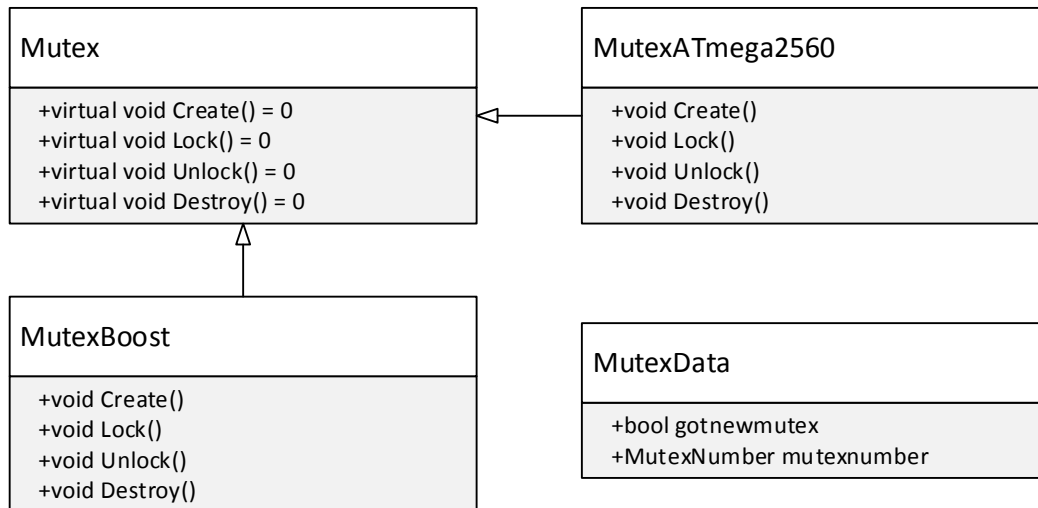 Mutex
+virtual void Create() = 0
+virtual void Lock() = 0
+virtual void Unlock() = 0
+virtual void Destroy() = 0
MutexATmega2560
+void Create()
+void Lock()
+void Unlock()
+void Destroy()
MutexBoost
+void Create()
+void Lock()
+void Unlock()
+void Destroy()
MutexData
+bool gotnewmutex
+MutexNumber mutexnumber